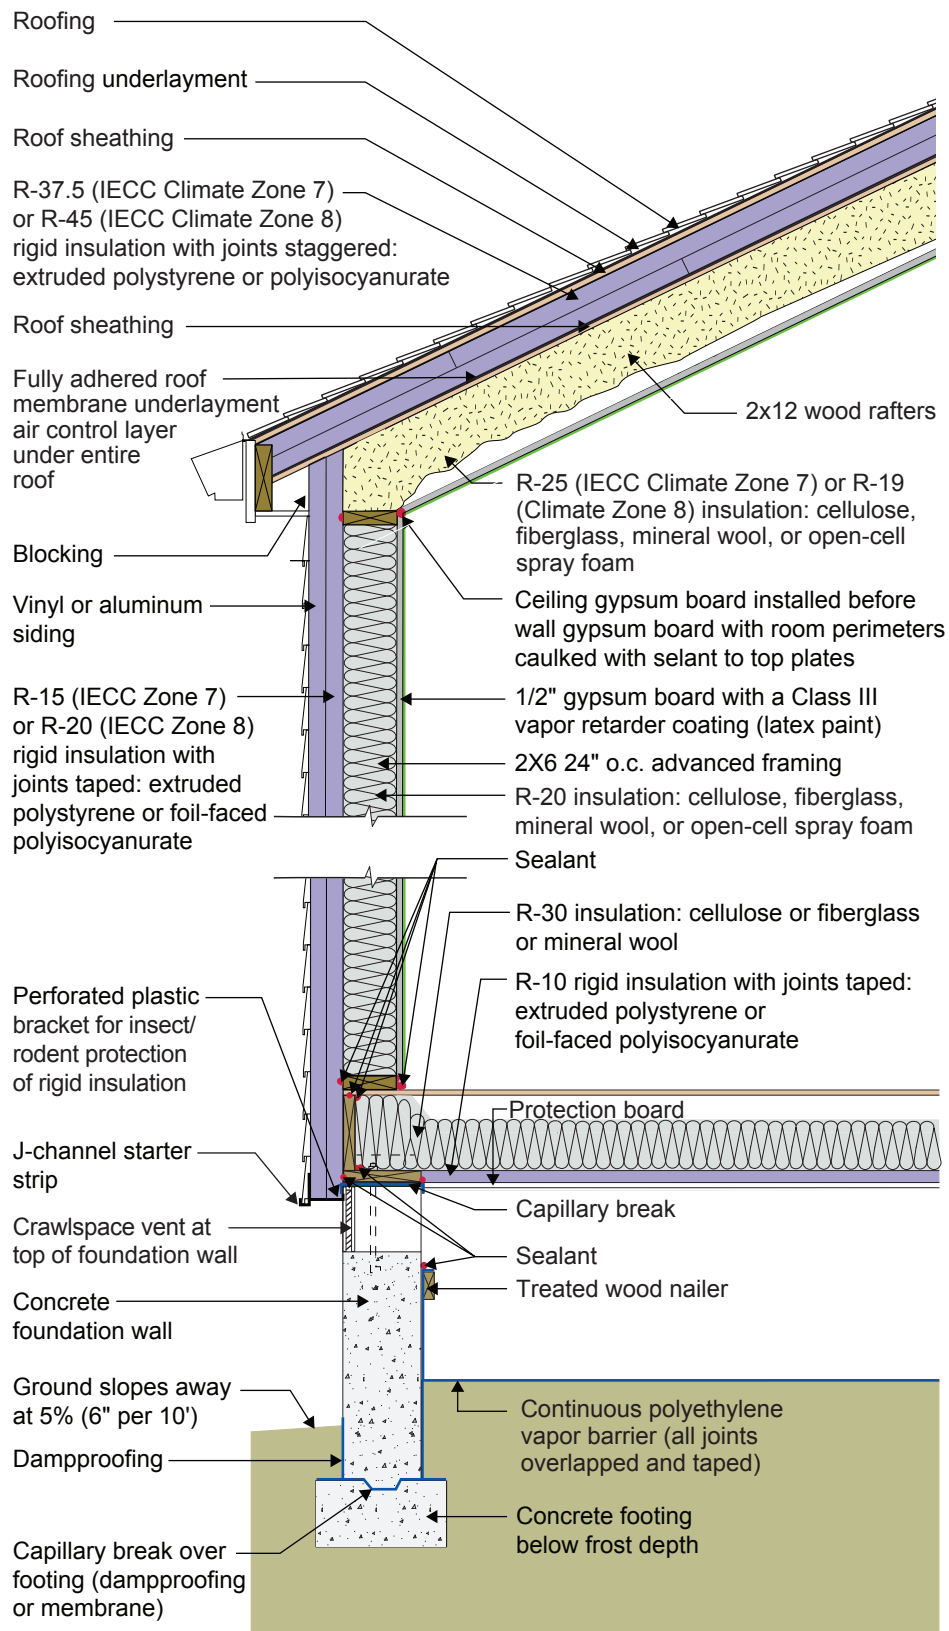 Roofing
Roofing underlayment
Roof sheathing
R-37.5 (IECC Climate Zone 7)
or R-45 (IECC Climate Zone 8)
rigid insulation with joints staggered:
extruded polystyrene or polyisocyanurate
Roof sheathing
Fully adhered roof
membrane underlayment
air control layer
under entire
roof
Blocking
Vinyl or aluminum
siding
R-15 (IECC Zone 7)
or R-20 (IECC Zone 8)
rigid insulation with
joints taped: extruded
polystyrene or foil-faced
polyisocyanurate
Perforated plastic
bracket for insect/
rodent protection
of rigid insulation
J-channel starter
strip
Crawlspace vent at
top of foundation wall
Concrete
foundation wall
Ground slopes away
at 5% (6" per 10')
Dampproofing
Capillary break over
footing (dampproofing
or membrane)
2x12 wood rafters
R-25 (IECC Climate Zone 7) or R-19
(Climate Zone 8) insulation: cellulose,
fiberglass, mineral wool, or open-cell
spray foam
Ceiling gypsum board installed before
wall gypsum board with room perimeters
caulked with selant to top plates
1/2" gypsum board with a Class III
vapor retarder coating (latex paint)
2X6 24" o.c. advanced framing
R-20 insulation: cellulose, fiberglass,
mineral wool, or open-cell spray foam
Sealant
R-30 insulation: cellulose or fiberglass
or mineral wool
R-10 rigid insulation with joints taped:
extruded polystyrene or
foil-faced polyisocyanurate
Protection board
Capillary break
Sealant
Treated wood nailer
Continuous polyethylene
vapor barrier (all joints
overlapped and taped)
Concrete footing
below frost depth